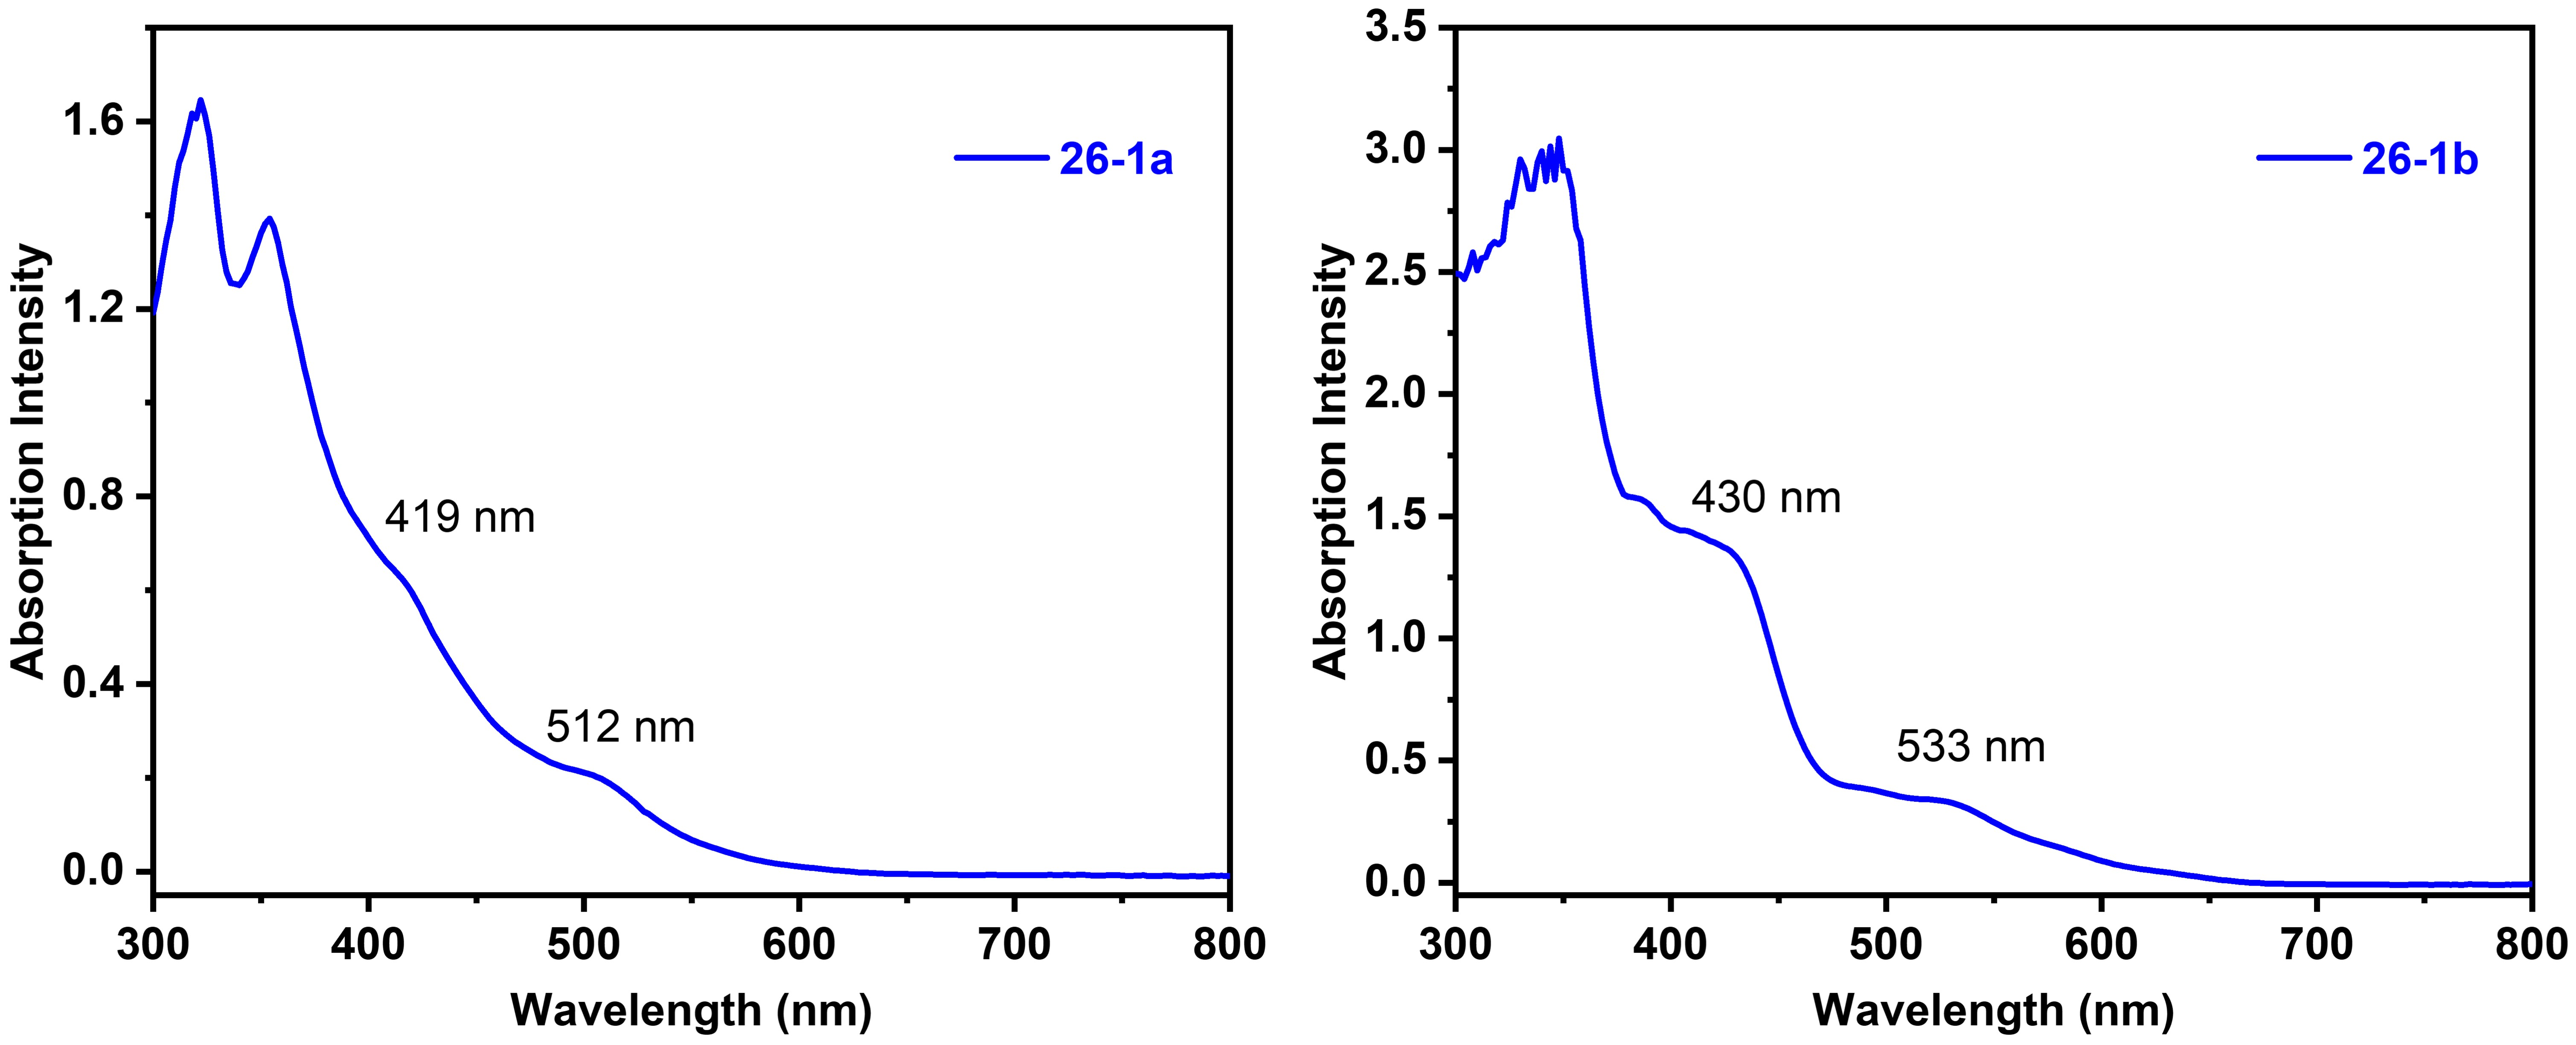 Absorption Intensity
1.6
1.2
0.8
0.4
0.0
26-1a
419 nm
512 nm
300 400 500 600 700 800
Wavelength (nm)
Absorption Intensity
3.5
3.0
2.5
2.0
1.5
1.0
0.5
0.0
26-1b
430 nm
533 nm
300 400 500 600 700 800
Wavelength (nm)